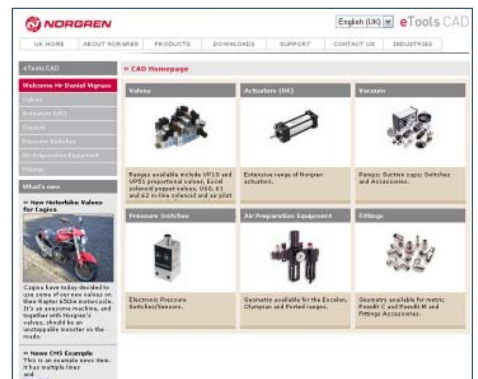 NORGREN
English (UK)
eTools CAD
UK HOME
ABOUT NORGREN
PRODUCTS
DOWNLOADS
SUPPORT
CONTACT US
INDUSTRIES
eTools CAD
Welcome Mr Daniel
Valves
Actuators (UK)
Vacuum
Pressure Switches
Air Preparation Equipment
Fittings
What's new
» New Motorbike Valves
for Cagiva
Cagiva have today decided to
use some of our new valves on
their Raptor 650ie motorcycle.
It's an awesome machine, and
together with Norgren's
valves, should be an
unstoppable monster on the
roads.
» News CMS Example
This is an example news item.
it has multiple lines
and
» CAD Homepage
Valves
Ranges available include VP10 and
VP51 proportional valves; Excel
solenoid poppet valves; V60, 61
and 62 in-line solenoid and air pilot
Actuators (UK)
Extensive range of Norgren
actuators.
Vacuum
Pumps; Suction cups; Switches
and Accessories.
Pressure Switches
Electronic Pressure
Switches/Sensors.
Air Preparation Equipment
Geometry available for the Excelon,
Olympian and Ported ranges.
Fittings
Geometry available for metric
Pneufit C and Pneufit M and
Fittings Accessories.